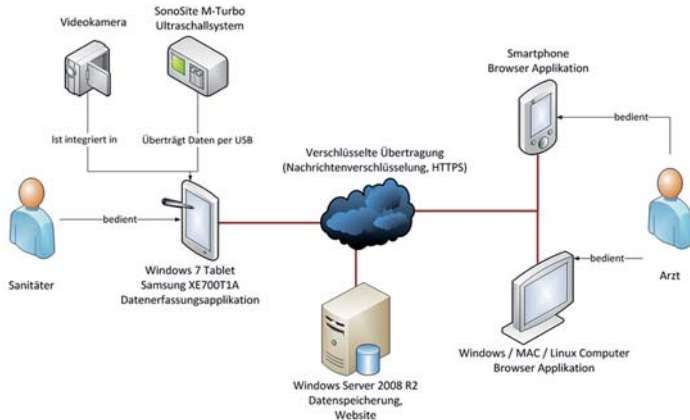 Videokamera
SonoSite M-Turbo
Ultraschallsystem
Smartphone
Browser Applikation
Ist integriert in
Überträgt Daten per USB
bedient
Verschlüsselte Übertragung
(Nachrichtenverschlüsselung, HTTPS)
bedient
Sanitäter
Windows 7 Tablet
Samsung XE700T1A
Datenerfassungsapplikation
bedient
Arzt
Windows / MAC / Linux Computer
Browser Applikation
Windows Server 2008 R2
Datenspeicherung,
Website